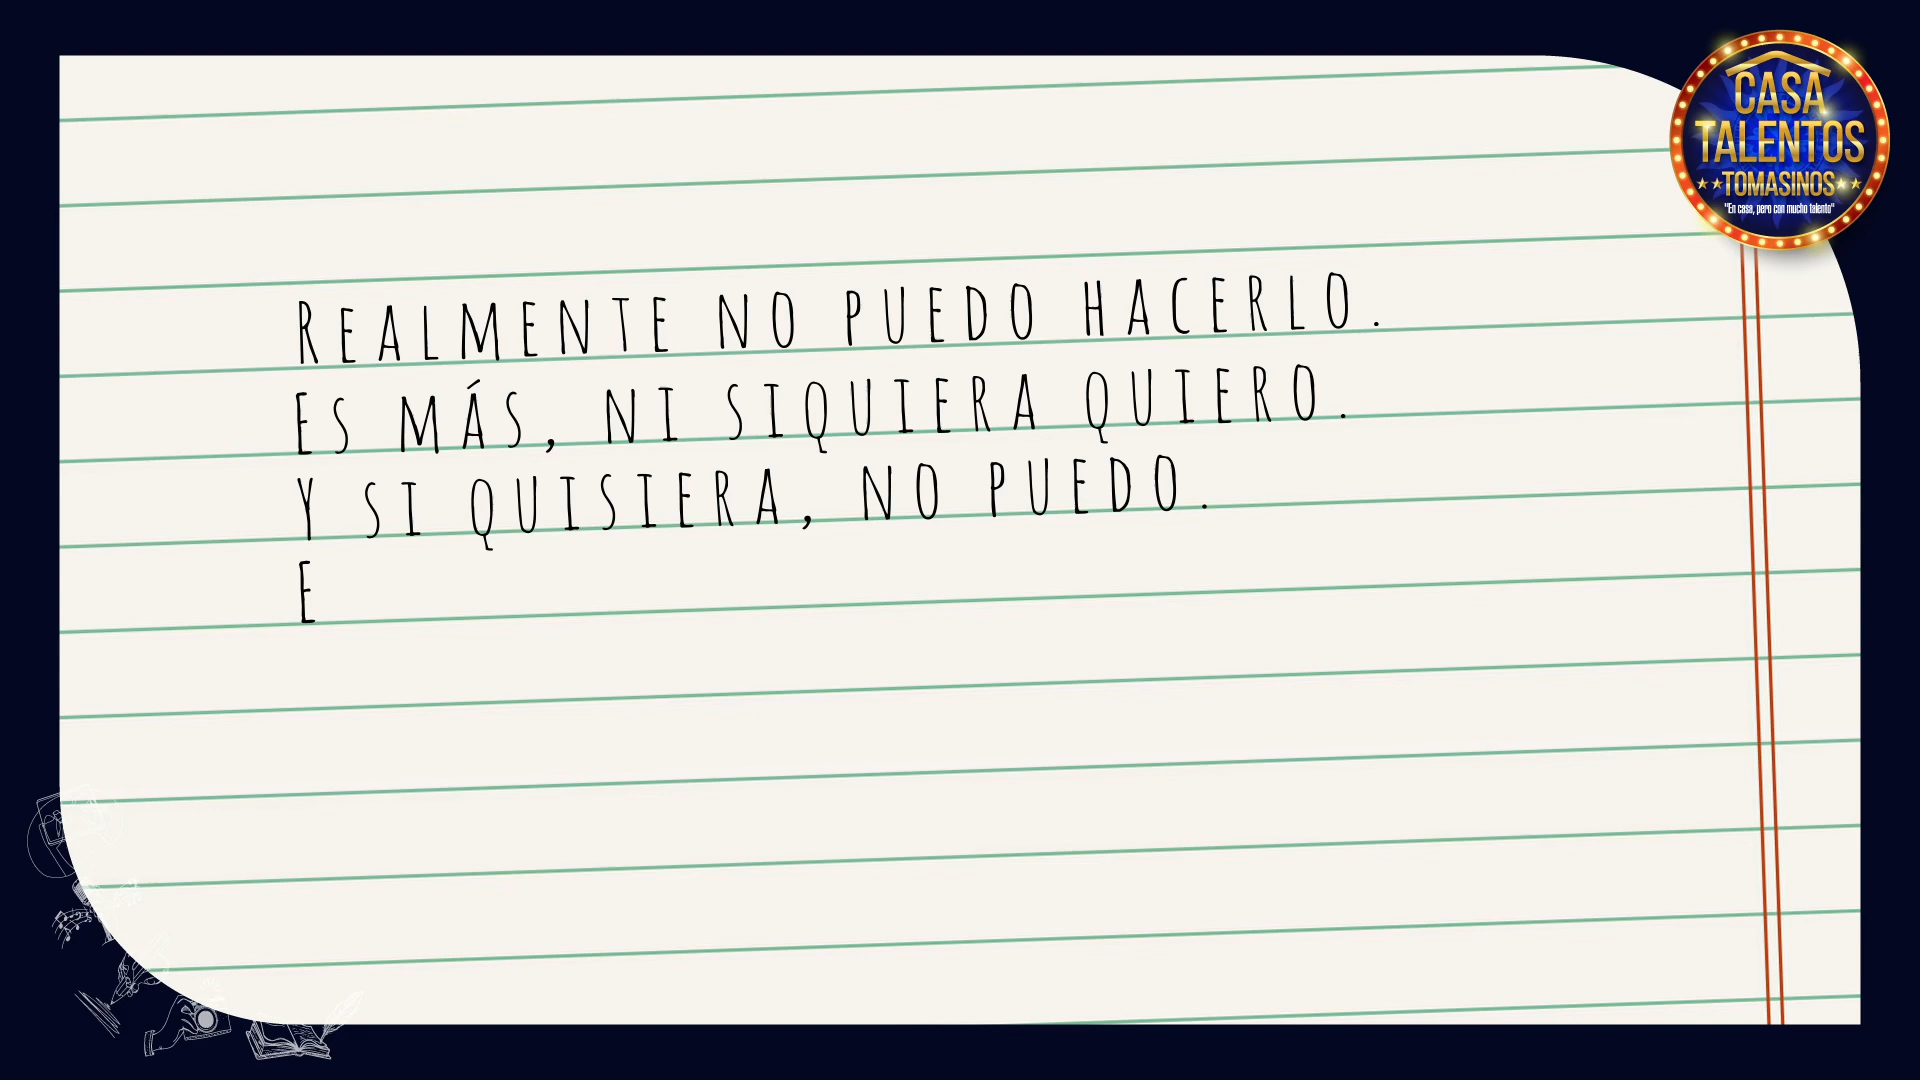 CASA
TALENTOS
TOMASINOS
"En casa, pero con mucho talento"
REALMENTE NO PUEDO HACERLO.
ES MÁS, NI SIQUIERA QUIERO.
Y SI QUISIERA, NO PUEDO.
E